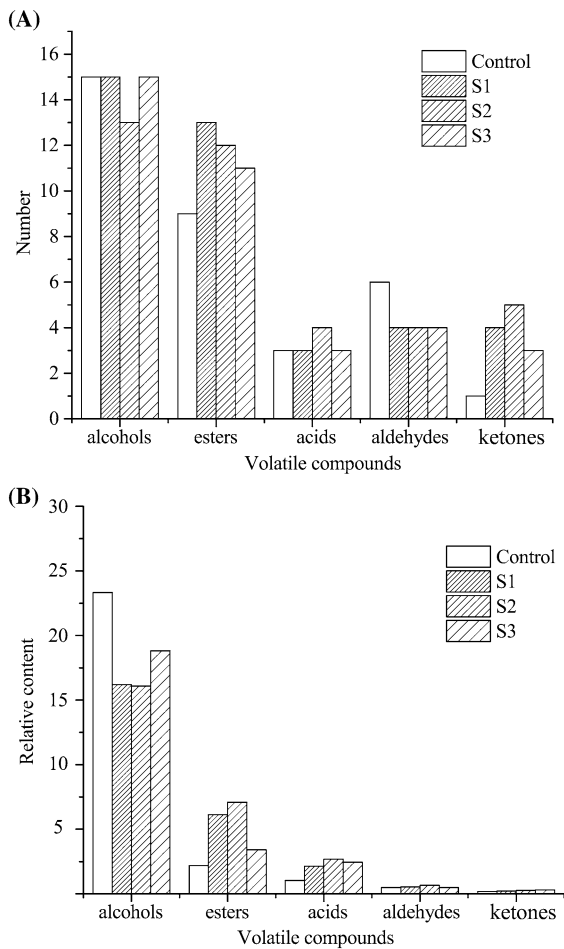 (A)
16
14
12
10
8
6
4
2
0
Number
Control
S1
S2
S3
alcohols esters acids aldehydes ketones
Volatile compounds
(B)
30
25
20
15
10
5
Relative content
Control
S1
S2
S3
alcohols esters acids aldehydes ketones
Volatile compounds